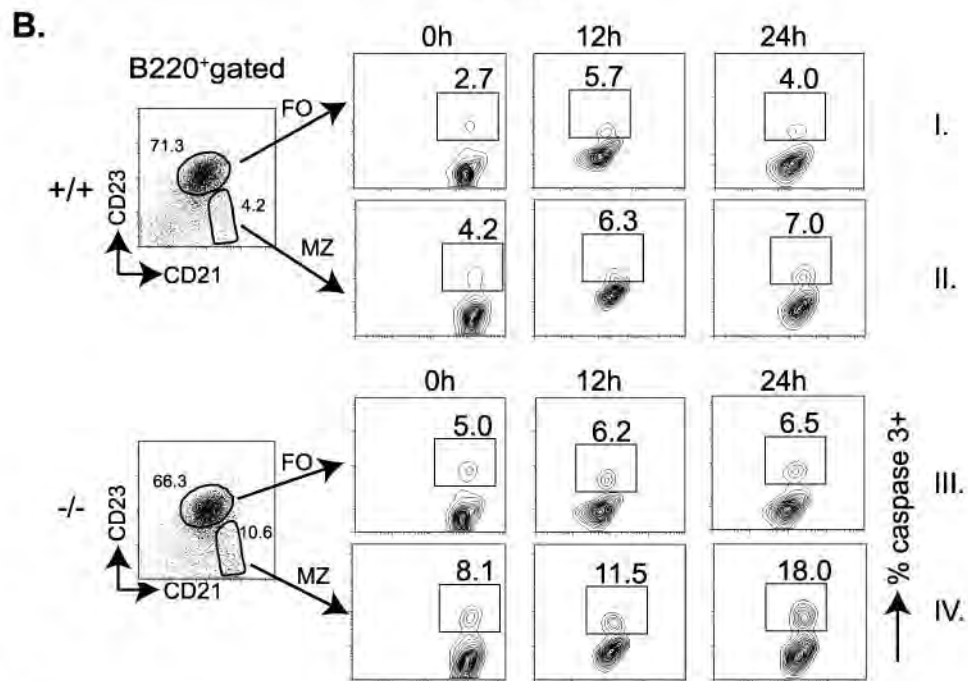 B.
0h 12h 24h
B220⁺gated
2.7 5.7 4.0
FO
71.3
I.
+/+
CD23
4.2
4.2 6.3 7.0
MZ
CD21
II.
0h 12h 24h
5.0 6.2 6.5
FO
66.3
III.
-/-
CD23
10.6
8.1 11.5 18.0
MZ
CD21
IV.
% caspase 3+